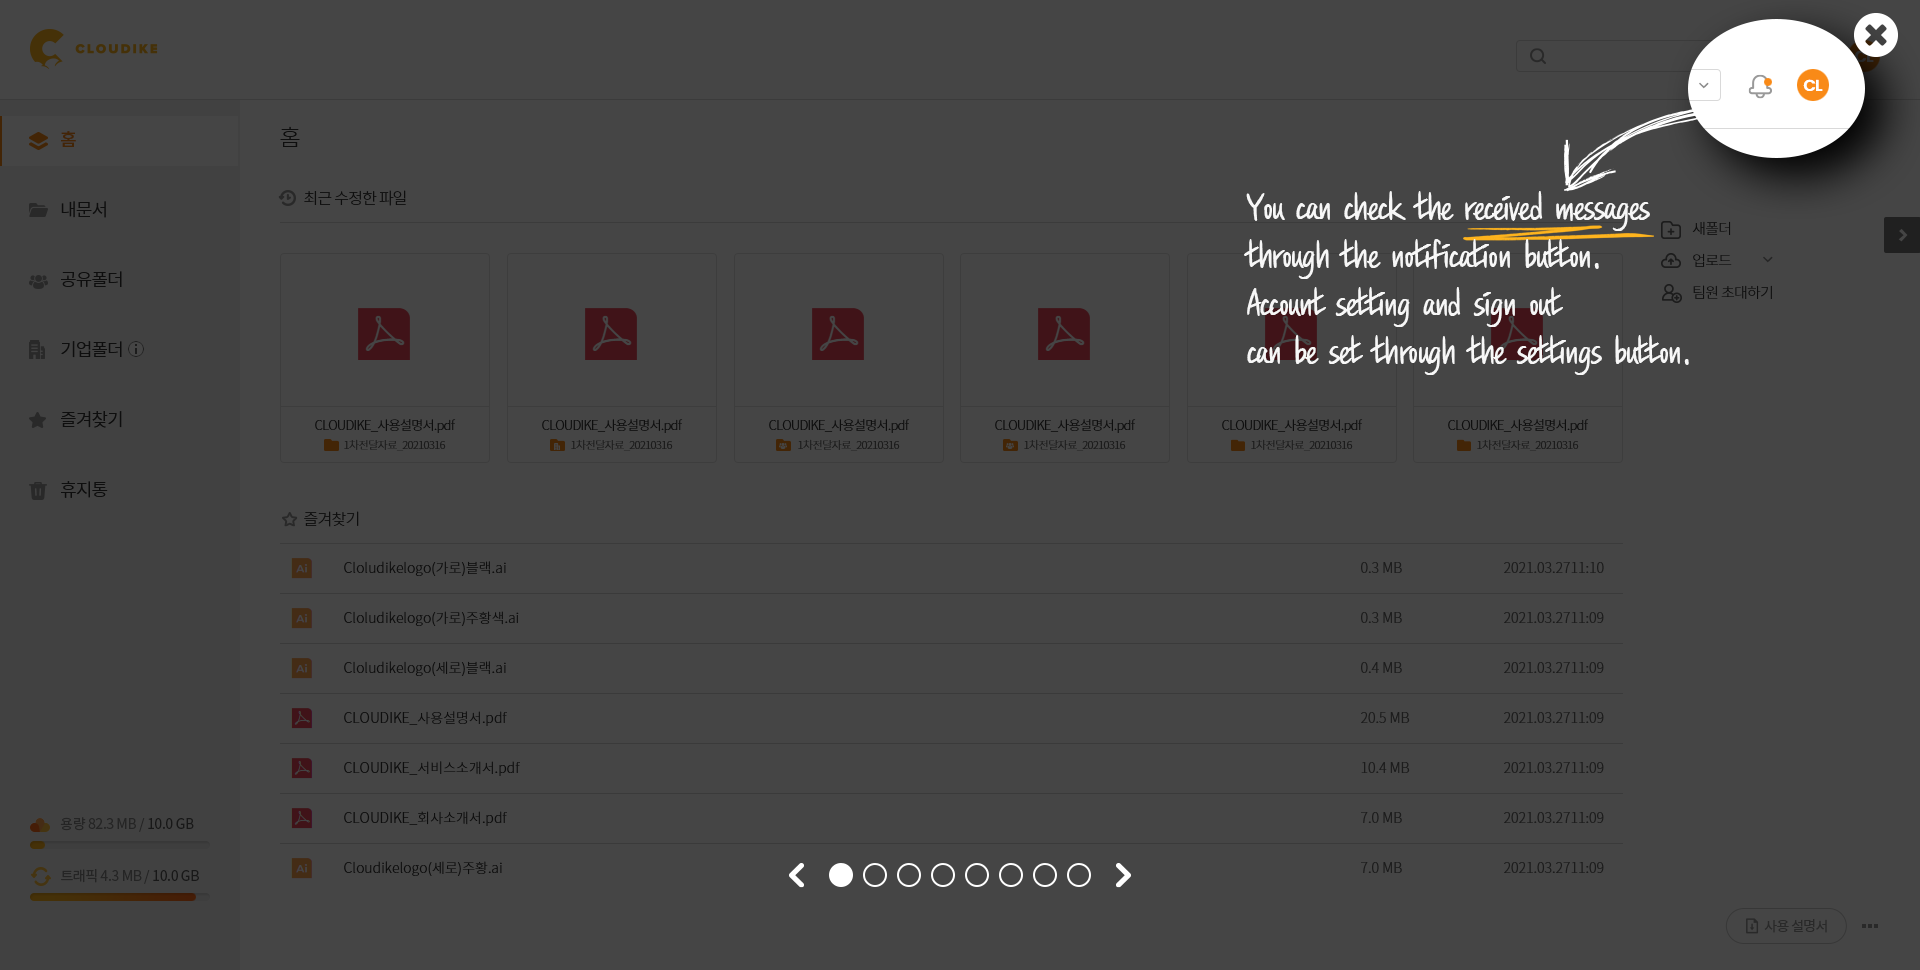 CLOUDIKE
CL
홈
내문서
공유폴더
기업폴더
즐겨찾기
휴지통
용량 82.3 MB / 10.0 GB
트래픽 4.3 MB / 10.0 GB
홈
최근 수정한 파일
You can check the received messages
through the notification button.
Account setting and sign out
can be set through the settings button.
새폴더
업로드
팀원 초대하기
CLOUDIKE_사용설명서.pdf
1차전달자료_20210316
CLOUDIKE_사용설명서.pdf
1차전달자료_20210316
CLOUDIKE_사용설명서.pdf
1차전달자료_20210316
CLOUDIKE_사용설명서.pdf
1차전달자료_20210316
CLOUDIKE_사용설명서.pdf
1차전달자료_20210316
CLOUDIKE_사용설명서.pdf
1차전달자료_20210316
즐겨찾기
Ai Cloludikelogo(가로)블랙.ai 0.3 MB 2021.03.2711:10
Ai Cloludikelogo(가로)주황색.ai 0.3 MB 2021.03.2711:09
Ai Cloludikelogo(세로)블랙.ai 0.4 MB 2021.03.2711:09
CLOUDIKE_사용설명서.pdf 20.5 MB 2021.03.2711:09
CLOUDIKE_서비스소개서.pdf 10.4 MB 2021.03.2711:09
CLOUDIKE_회사소개서.pdf 7.0 MB 2021.03.2711:09
Ai Cloudikelogo(세로)주황.ai 7.0 MB 2021.03.2711:09
사용 설명서